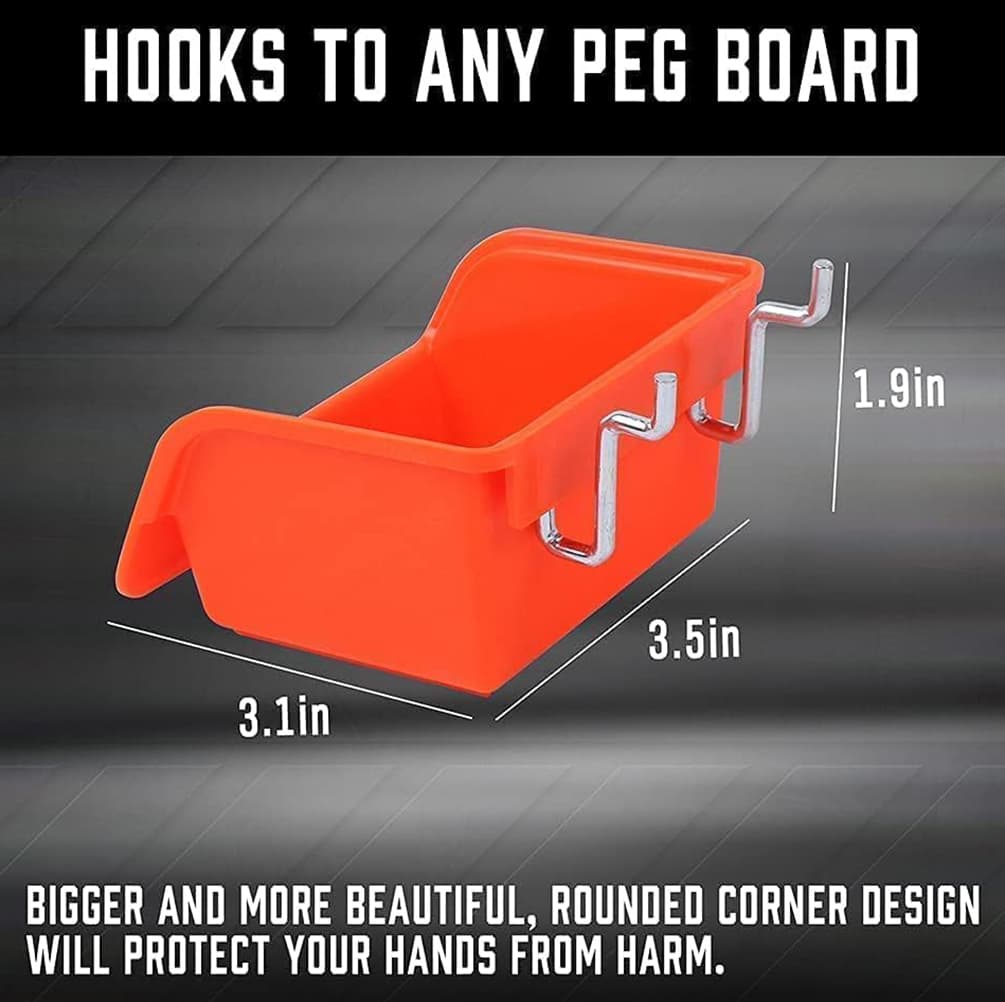 HOOKS TO ANY PEG BOARD
1.9in
3.5in
3.1in
BIGGER AND MORE BEAUTIFUL, ROUNDED CORNER DESIGN
WILL PROTECT YOUR HANDS FROM HARM.